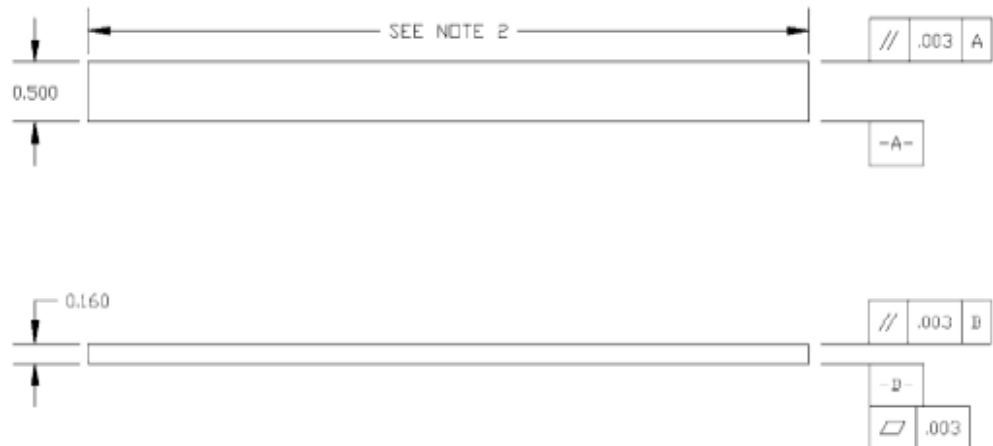 SEE NOTE 2
// .003 A
0.500
-A-
0.160
// .003 B
-B-
.003